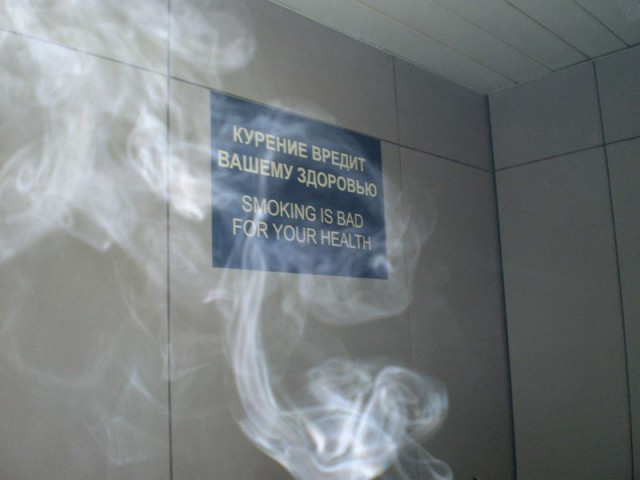 КУРЕНИЕ ВРЕДИТ
ВАШЕМУ ЗДОРОВЬЮ
SMOKING IS BAD
FOR YOUR HEALTH